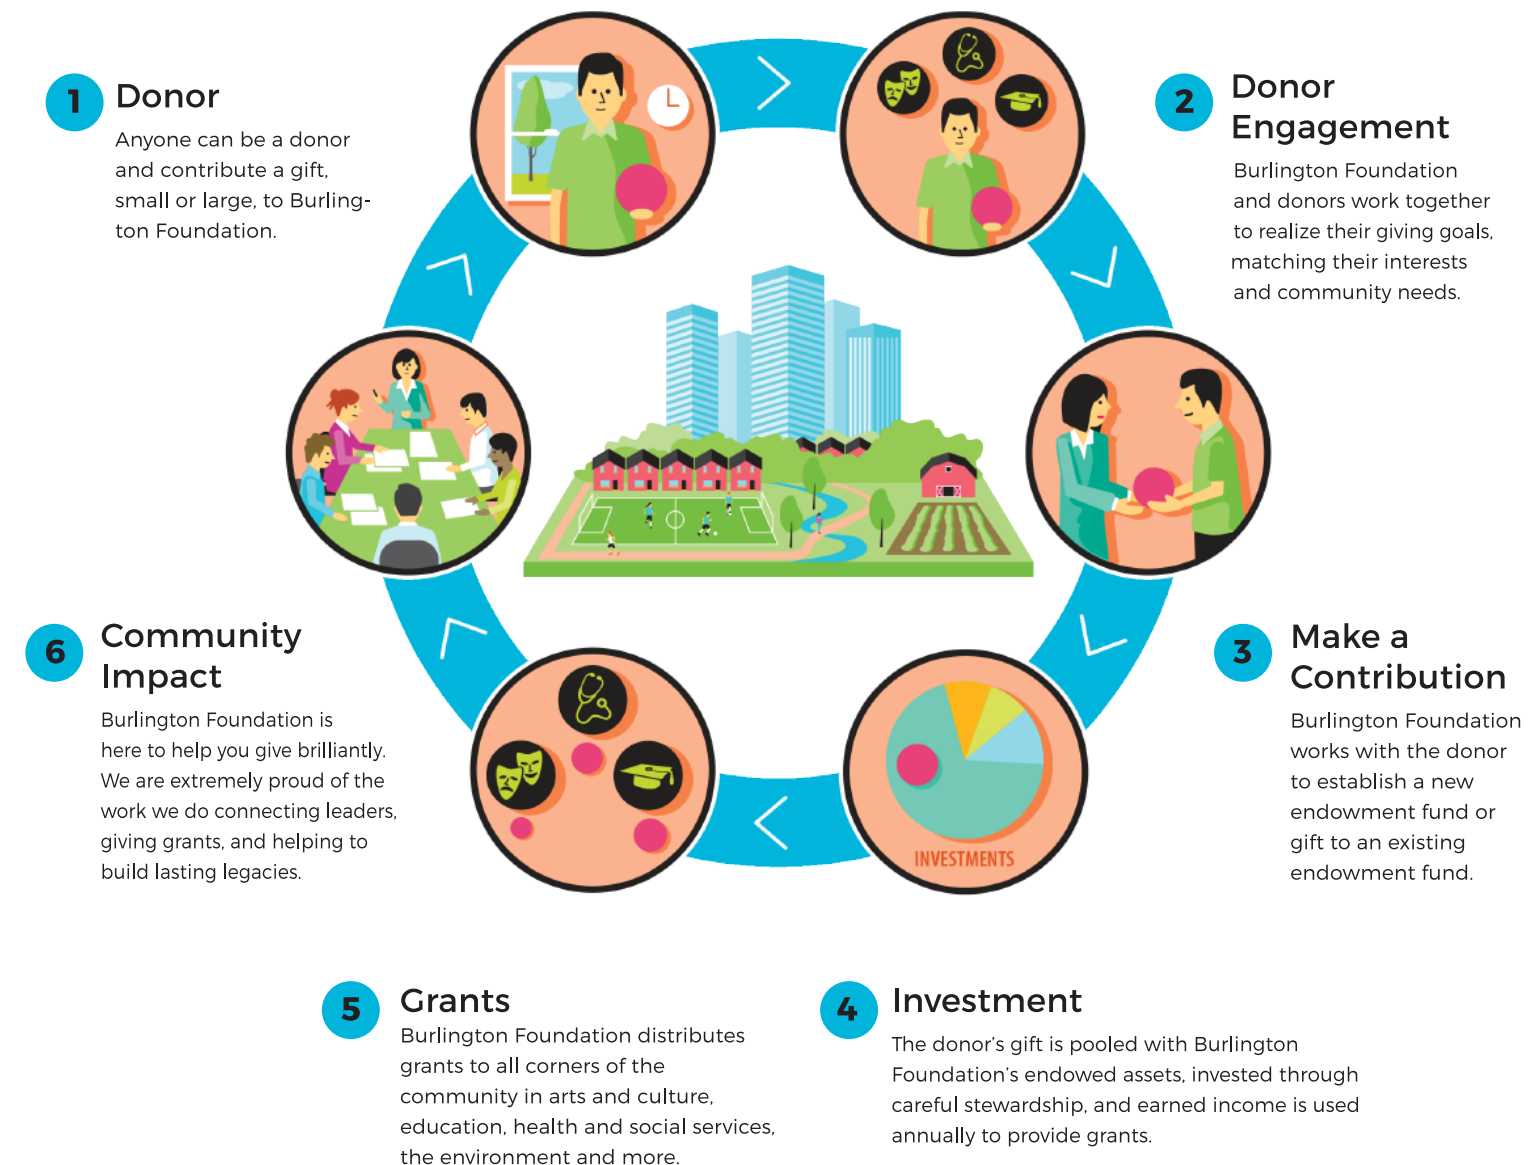 1
Donor
Anyone can be a donor
and contribute a gift,
small or large, to Burling-
ton Foundation.
2
Donor
Engagement
Burlington Foundation
and donors work together
to realize their giving goals,
matching their interests
and community needs.
3
Make a
Contribution
Burlington Foundation
works with the donor
to establish a new
endowment fund or
gift to an existing
endowment fund.
INVESTMENTS
4
Investment
The donor’s gift is pooled with Burlington
Foundation’s endowed assets, invested through
careful stewardship, and earned income is used
annually to provide grants.
5
Grants
Burlington Foundation distributes
grants to all corners of the
community in arts and culture,
education, health and social services,
the environment and more.
6
Community
Impact
Burlington Foundation is
here to help you give brilliantly.
We are extremely proud of the
work we do connecting leaders,
giving grants, and helping to
build lasting legacies.